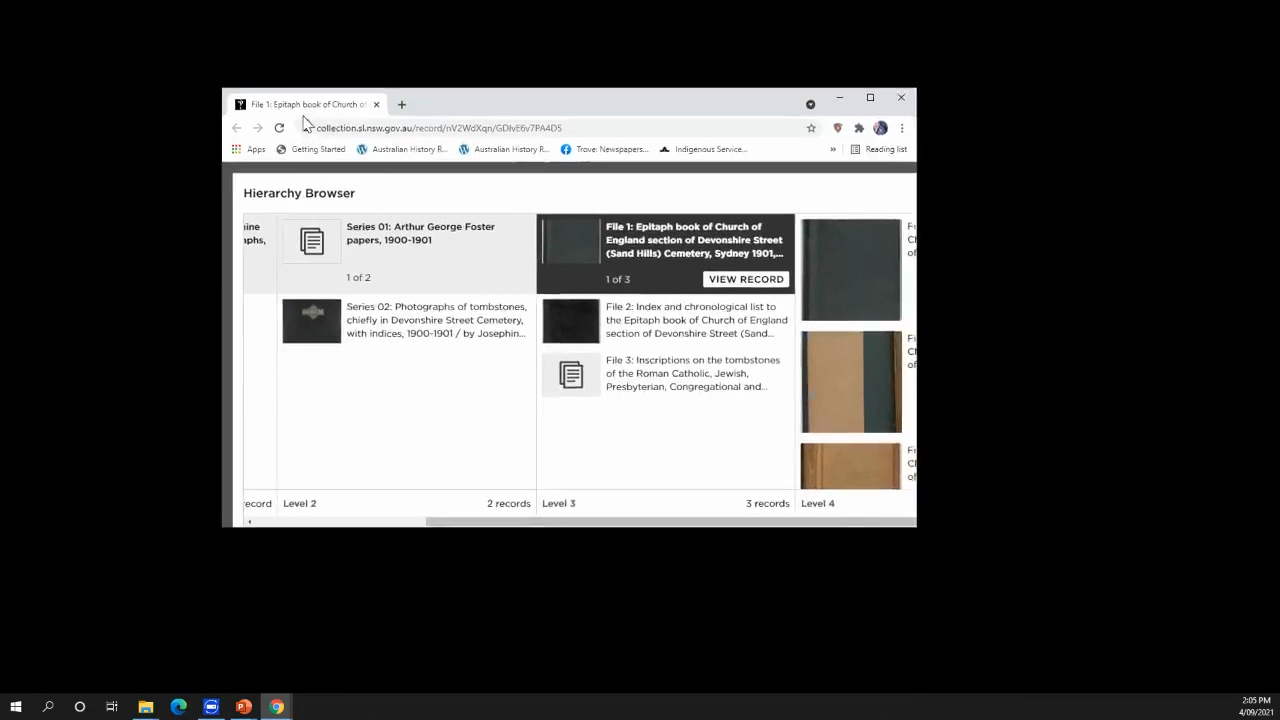 File 1: Epitaph book of Church of
collection.sl.nsw.gov.au/record/nV2WdXqn/GDlvE6v7PA4D5
Apps
Getting Started
Australian History R...
Australian History R...
Trove: Newspapers...
Indigenous Service...
»
Reading list
Hierarchy Browser
Series 01: Arthur George Foster
papers, 1900-1901
1 of 2
Series 02: Photographs of tombstones,
chiefly in Devonshire Street Cemetery,
with indices, 1900-1901 / by Josephin...
record
Level 2
2 records
File 1: Epitaph book of Church of
England section of Devonshire Street
(Sand Hills) Cemetery, Sydney 1901,...
1 of 3
VIEW RECORD
File 2: Index and chronological list to
the Epitaph book of Church of England
section of Devonshire Street (Sand...
File 3: Inscriptions on the tombstones
of the Roman Catholic, Jewish,
Presbyterian, Congregational and...
Level 3
3 records
Level 4
2:05 PM
4/09/2021